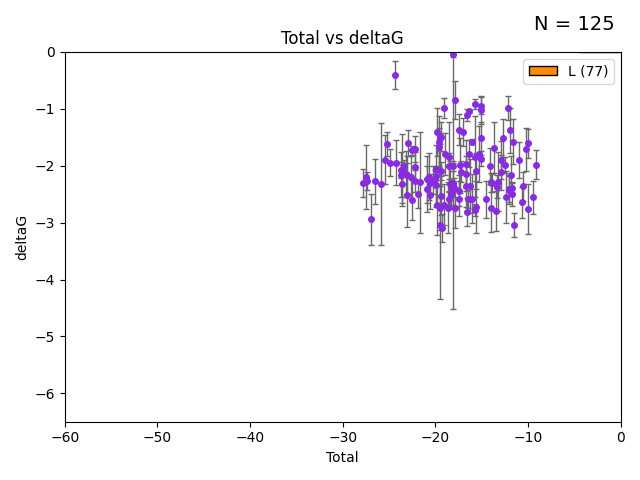 N = 125
Total vs deltaG
L (77)
deltaG
0
−1
−2
−3
−4
−5
−6
−60 −50 −40 −30 −20 −10 0
Total